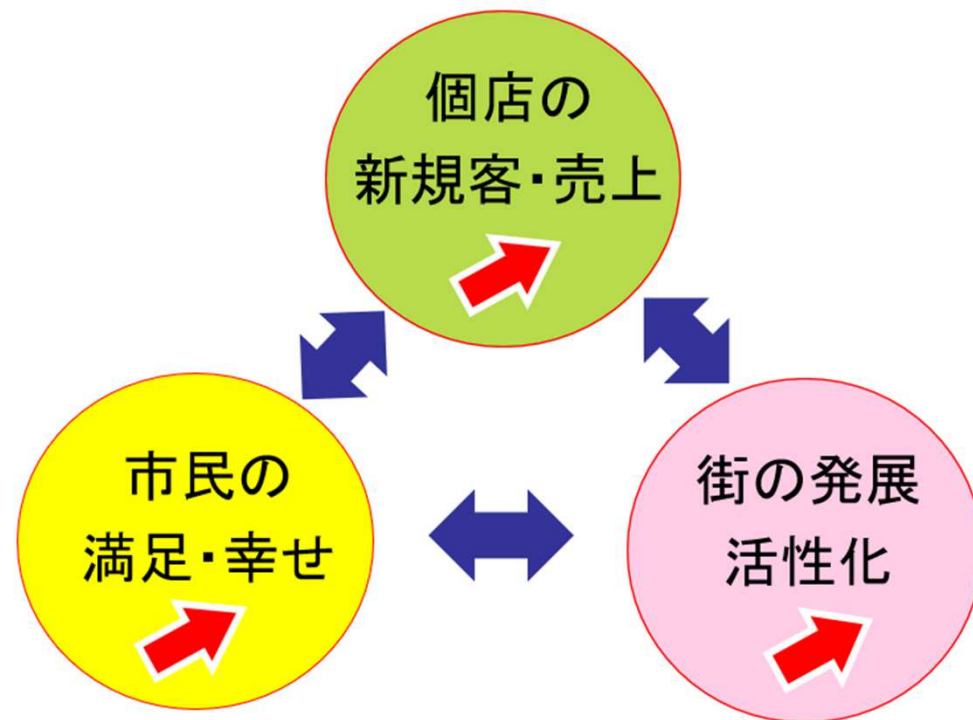 個店の
新規客・売上
市民の
満足・幸せ
街の発展
活性化